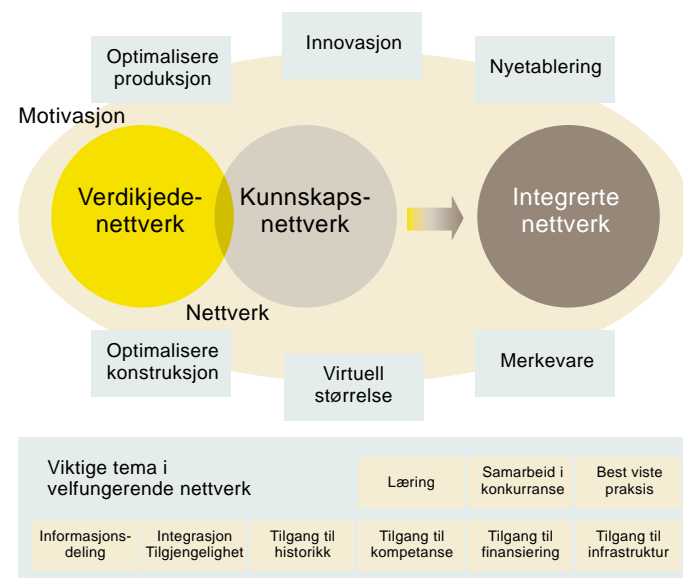 Innovasjon
Optimalisere
produksjon
Nyetablering
Motivasjon
Verdikjede-
nettverk
Kunnskaps-
nettverk
Integrerte
nettverk
Nettverk
Optimalisere
konstruksjon
Virtuell
størrelse
Merkevare
Viktige tema i
velfungerende nettverk
Læring
Samarbeid i
konkurranse
Best viste
praksis
Informasjons-
deling
Integrasjon
Tilgjengelighet
Tilgang til
historikk
Tilgang til
kompetanse
Tilgang til
finansiering
Tilgang til
infrastruktur